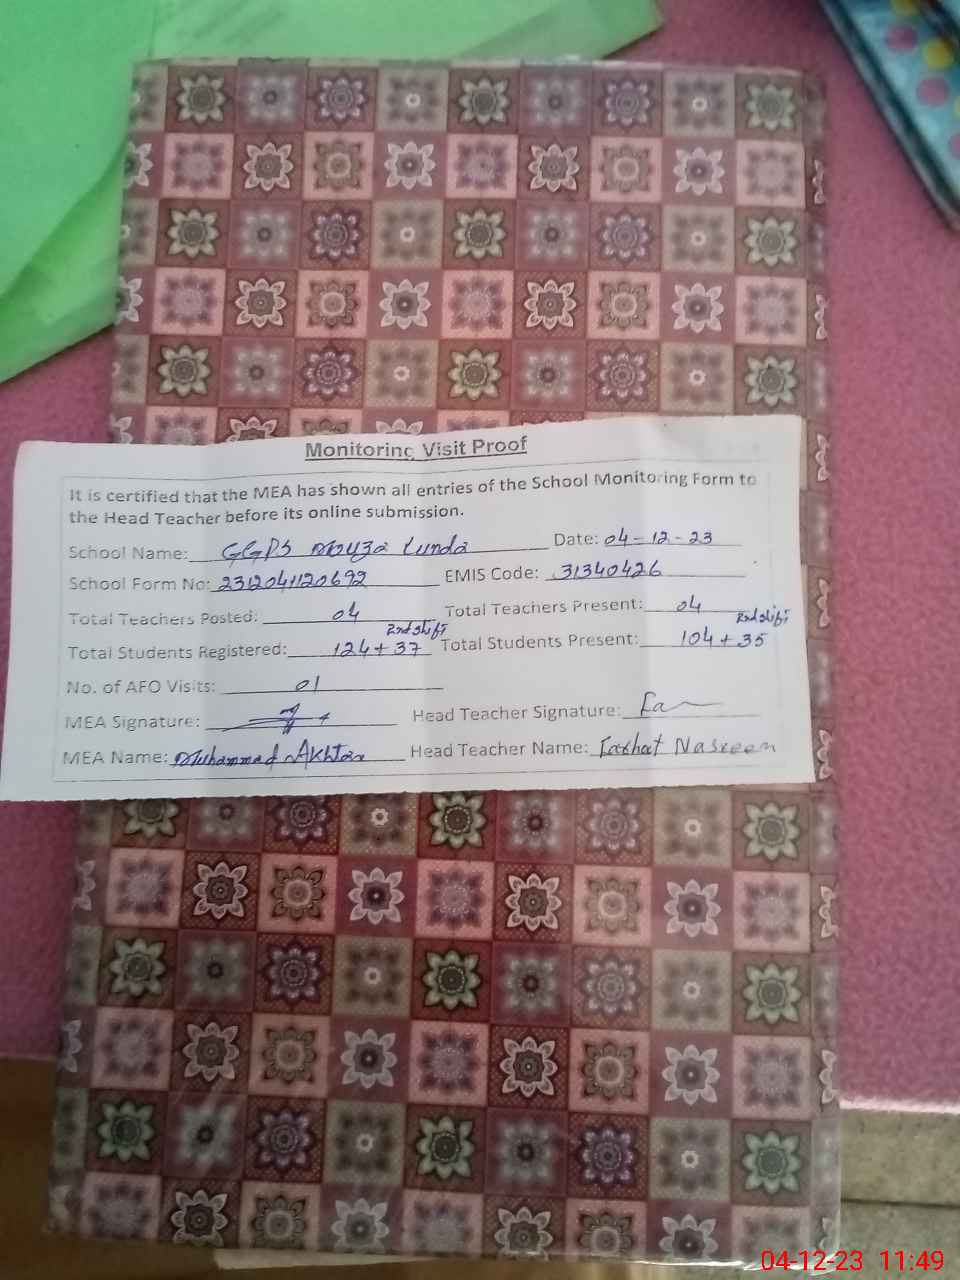 Monitoring Visit Proof
It is certified that the MEA has shown all entries of the School Monitoring Form to
the Head Teacher before its online submission.
School Name: GGPS Mouza Kunda Date: 04-12-23
School Form No: 2312041120692 EMIS Code: 31340426
Total Teachers Posted: 04 Total Teachers Present: 04
2nd shift 2nd shift
Total Students Registered: 124+37 Total Students Present: 104+35
No. of AFO Visits: 01
MEA Signature: Head Teacher Signature: Fa
MEA Name: Muhammad Akhtar Head Teacher Name: Farhat Nasreen
04-12-23 11:49